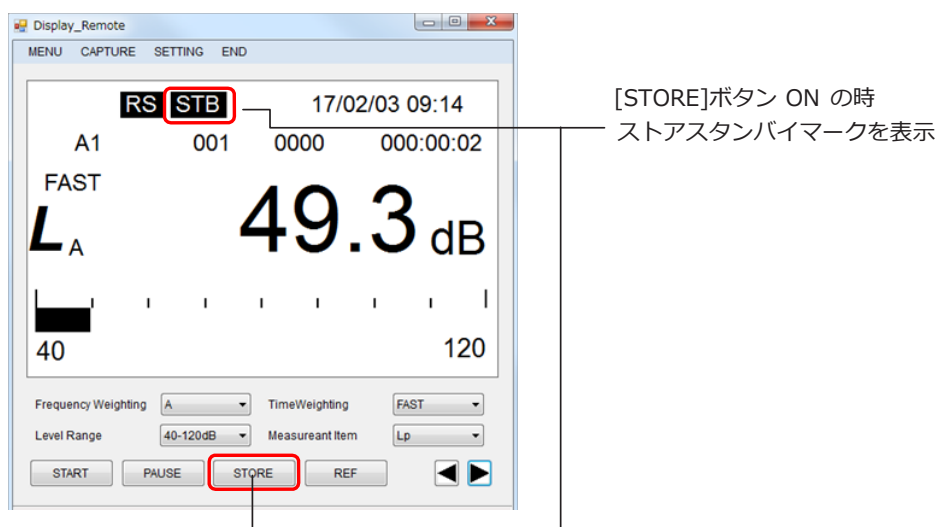 Display_Remote
MENU CAPTURE SETTING END
RS STB 17/02/03 09:14
A1 001 0000 000:00:02
FAST
LA 49.3 dB
40 120
Frequency Weighting A TimeWeighting FAST
Level Range 40-120dB Measureant Item Lp
START PAUSE STORE REF
[STORE]ボタン ON の時
ストアスタンバイマークを表示